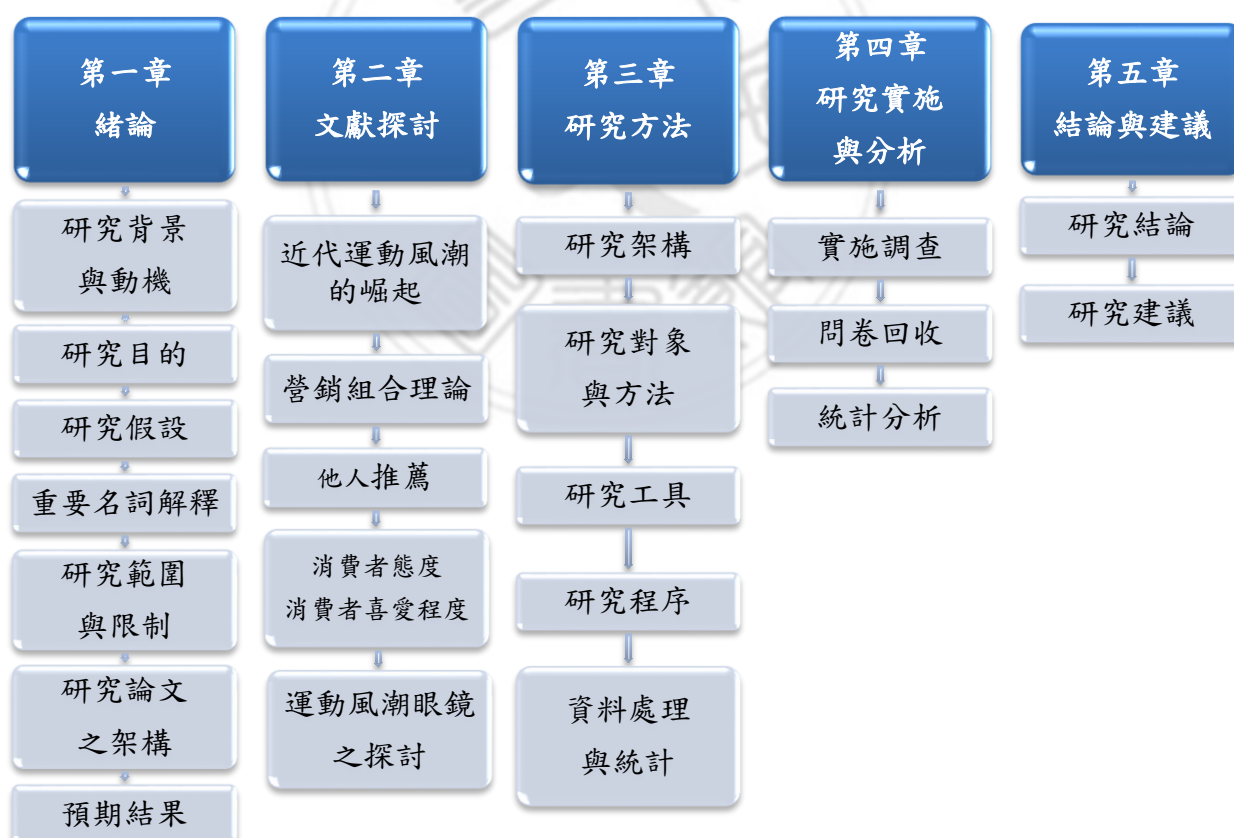 第一章
緒論
研究背景
與動機
研究目的
研究假設
重要名詞解釋
研究範圍
與限制
研究論文
之架構
預期結果
第二章
文獻探討
近代運動風潮
的崛起
營銷組合理論
他人推薦
消費者態度
消費者喜愛程度
運動風潮眼鏡
之探討
第三章
研究方法
研究架構
研究對象
與方法
研究工具
研究程序
資料處理
與統計
第四章
研究實施
與分析
實施調查
問卷回收
統計分析
第五章
結論與建議
研究結論
研究建議